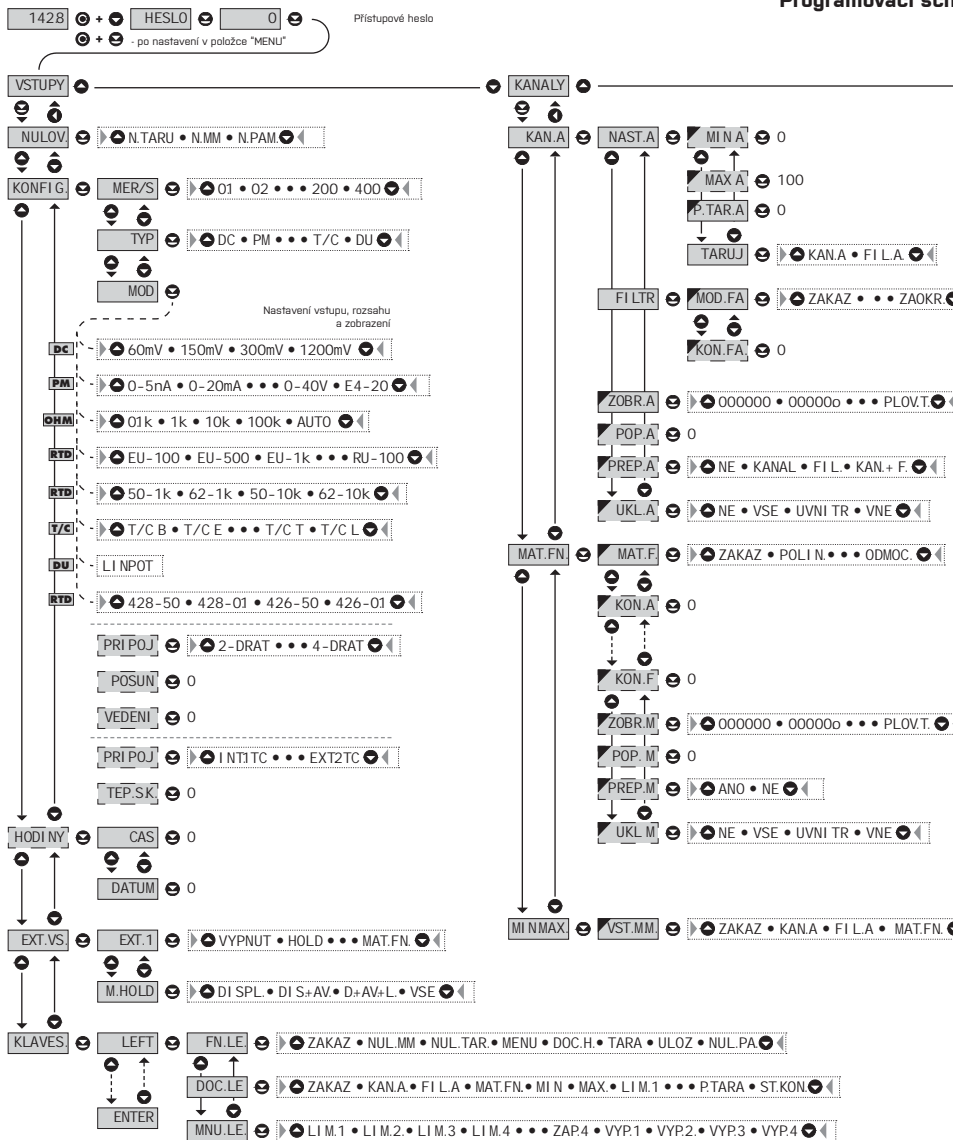 Programovací sch
1428 + HESLO 0 Přístupové heslo
+ - po nastavení v položce "MENU"
VSTUPY KANALY
NULOV. N.TARU • N.MM • N.PAM. KAN.A NAST.A MIN A 0
MAX A 100
KONFIG. MER/S 01 • 02 • • • 200 • 400
P.TAR.A 0
TYP DC • PM • • • T/C • DU
TARUJ KAN.A • FIL.A.
MOD FILTR MOD.FA ZAKAZ • • • ZAOKR.
Nastavení vstupu, rozsahu
a zobrazení
DC 60mV • 150mV • 300mV • 1200mV
KON.FA. 0
PM 0-5nA • 0-20mA • • • 0-40V • E4-20
ZOBR.A 000000 • 00000o • • • PLOV.T.
OHM 01k • 1k • 10k • 100k • AUTO
POP.A 0
RTD EU-100 • EU-500 • EU-1k • • • RU-100
PREP.A NE • KANAL • FIL. • KAN.+ F.
RTD 50-1k • 62-1k • 50-10k • 62-10k
UKL.A NE • VSE • UVNITR • VNE
T/C T/C B • T/C E • • • T/C T • T/C L
MAT.FN. MAT.F. ZAKAZ • POLIN. • • • ODMOC.
DU LINPOT
RTD 428-50 • 428-01 • 426-50 • 426-01
KON.A 0
PRIPOJ 2-DRAT • • • 4-DRAT
POSUN 0 KON.F 0
VEDENI 0 ZOBR.M 000000 • 00000o • • • PLOV.T.
PRIPOJ INT1TC • • • EXT2TC POP. M 0
TEP.SK. 0 PREP.M ANO • NE
HODINY CAS 0 UKL M NE • VSE • UVNITR • VNE
DATUM 0
EXT.VS. EXT.1 VYPNUT • HOLD • • • MAT.FN. MINMAX. VST.MM. ZAKAZ • KAN.A • FIL.A • MAT.FN.
M.HOLD DISPL. • DIS+AV. • D+AV+L. • VSE
KLAVES. LEFT FN.LE. ZAKAZ • NUL.MM • NUL.TAR. • MENU • DOC.H. • TARA • ULOZ • NUL.PA.
DOC.LE ZAKAZ • KAN.A. • FIL.A • MAT.FN. • MIN • MAX. • LIM.1 • • • P.TARA • ST.KON.
ENTER
MNU.LE. LIM.1 • LIM.2. • LIM.3 • LIM.4 • • • ZAP.4 • VYP.1 • VYP.2. • VYP.3 • VYP.4